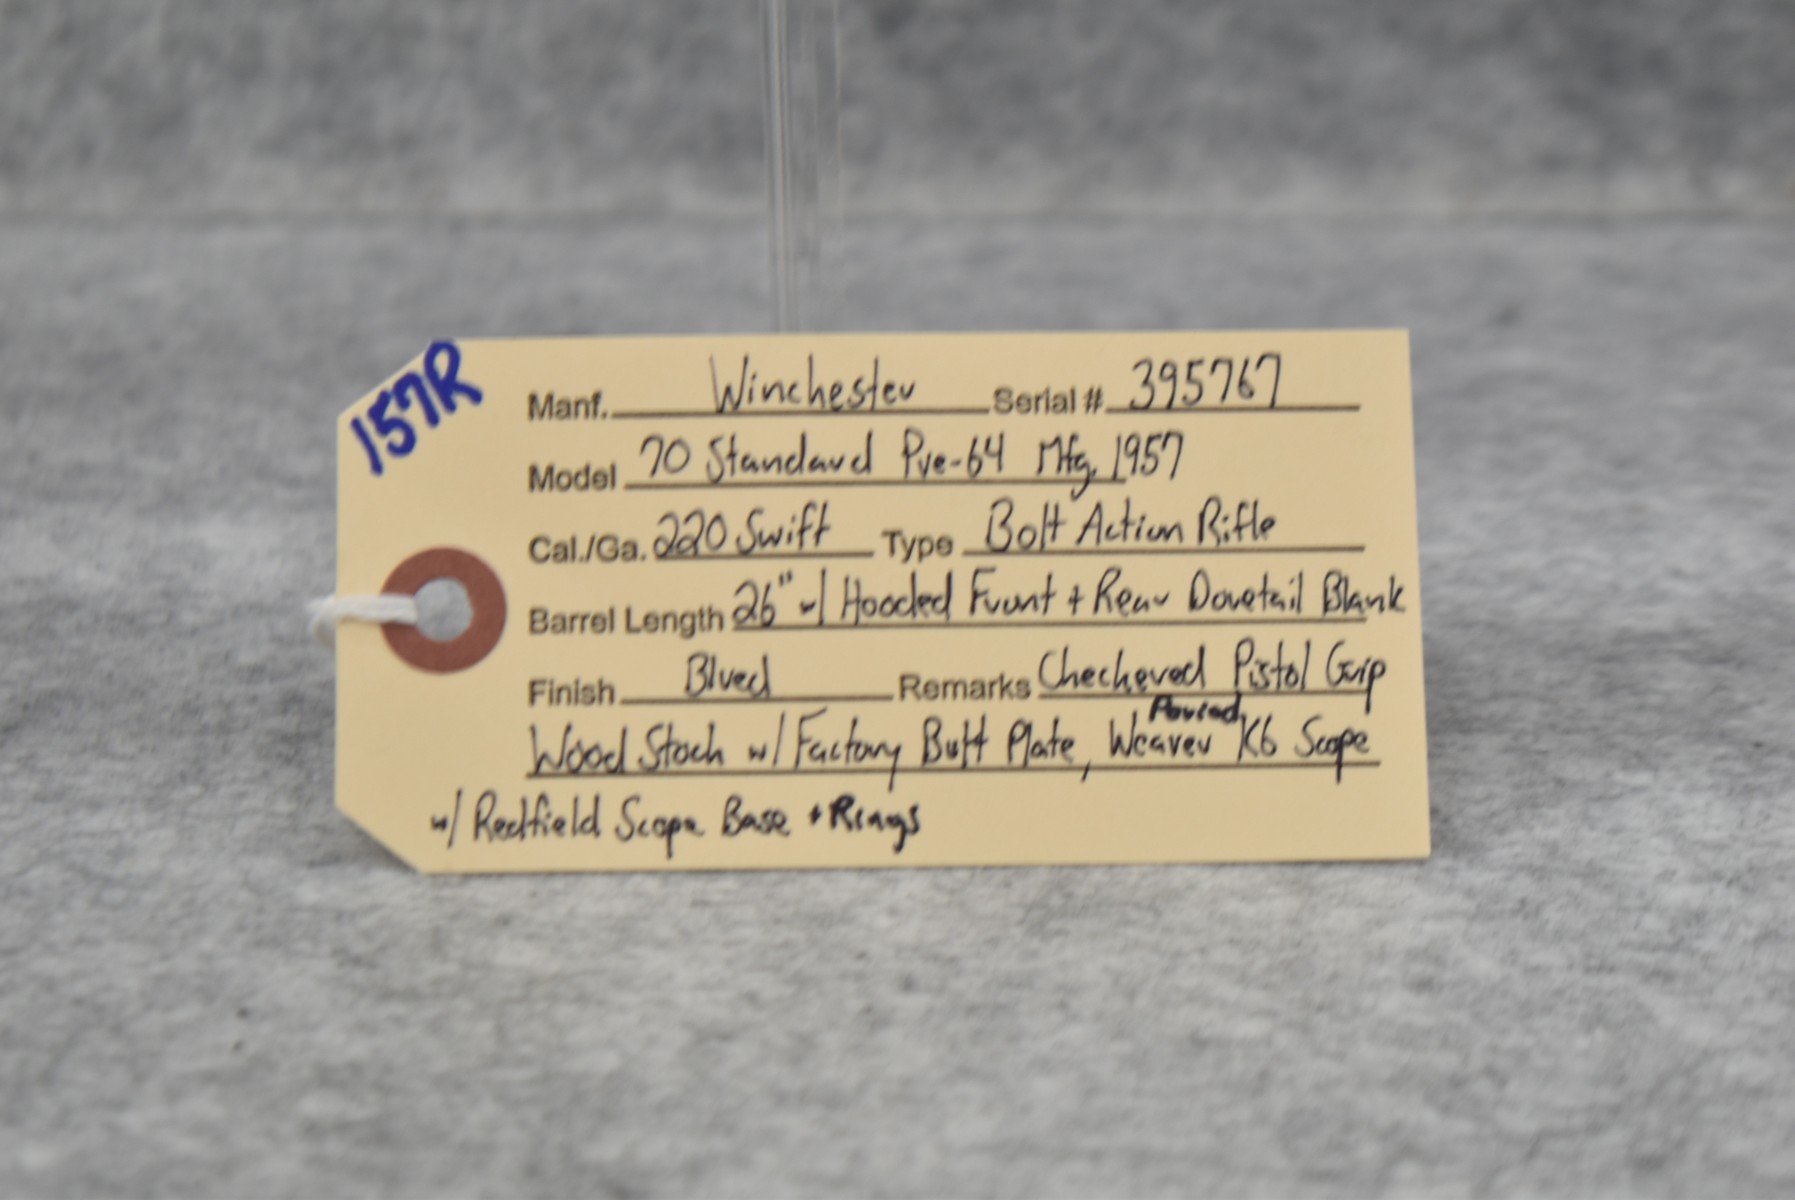 157R
Manf. Winchester Serial # 395767
Model 70 Standard Pre-64 Mfg. 1957
Cal./Ga. 220 Swift Type Bolt Action Rifle
Barrel Length 26" w/ Hooded Front + Rear Dovetail Blank
Finish Blued Remarks Checkered Pistol Grip
Period
Wood Stock w/ Factory Butt Plate, Weaver K6 Scope
w/ Redfield Scope Base + Rings